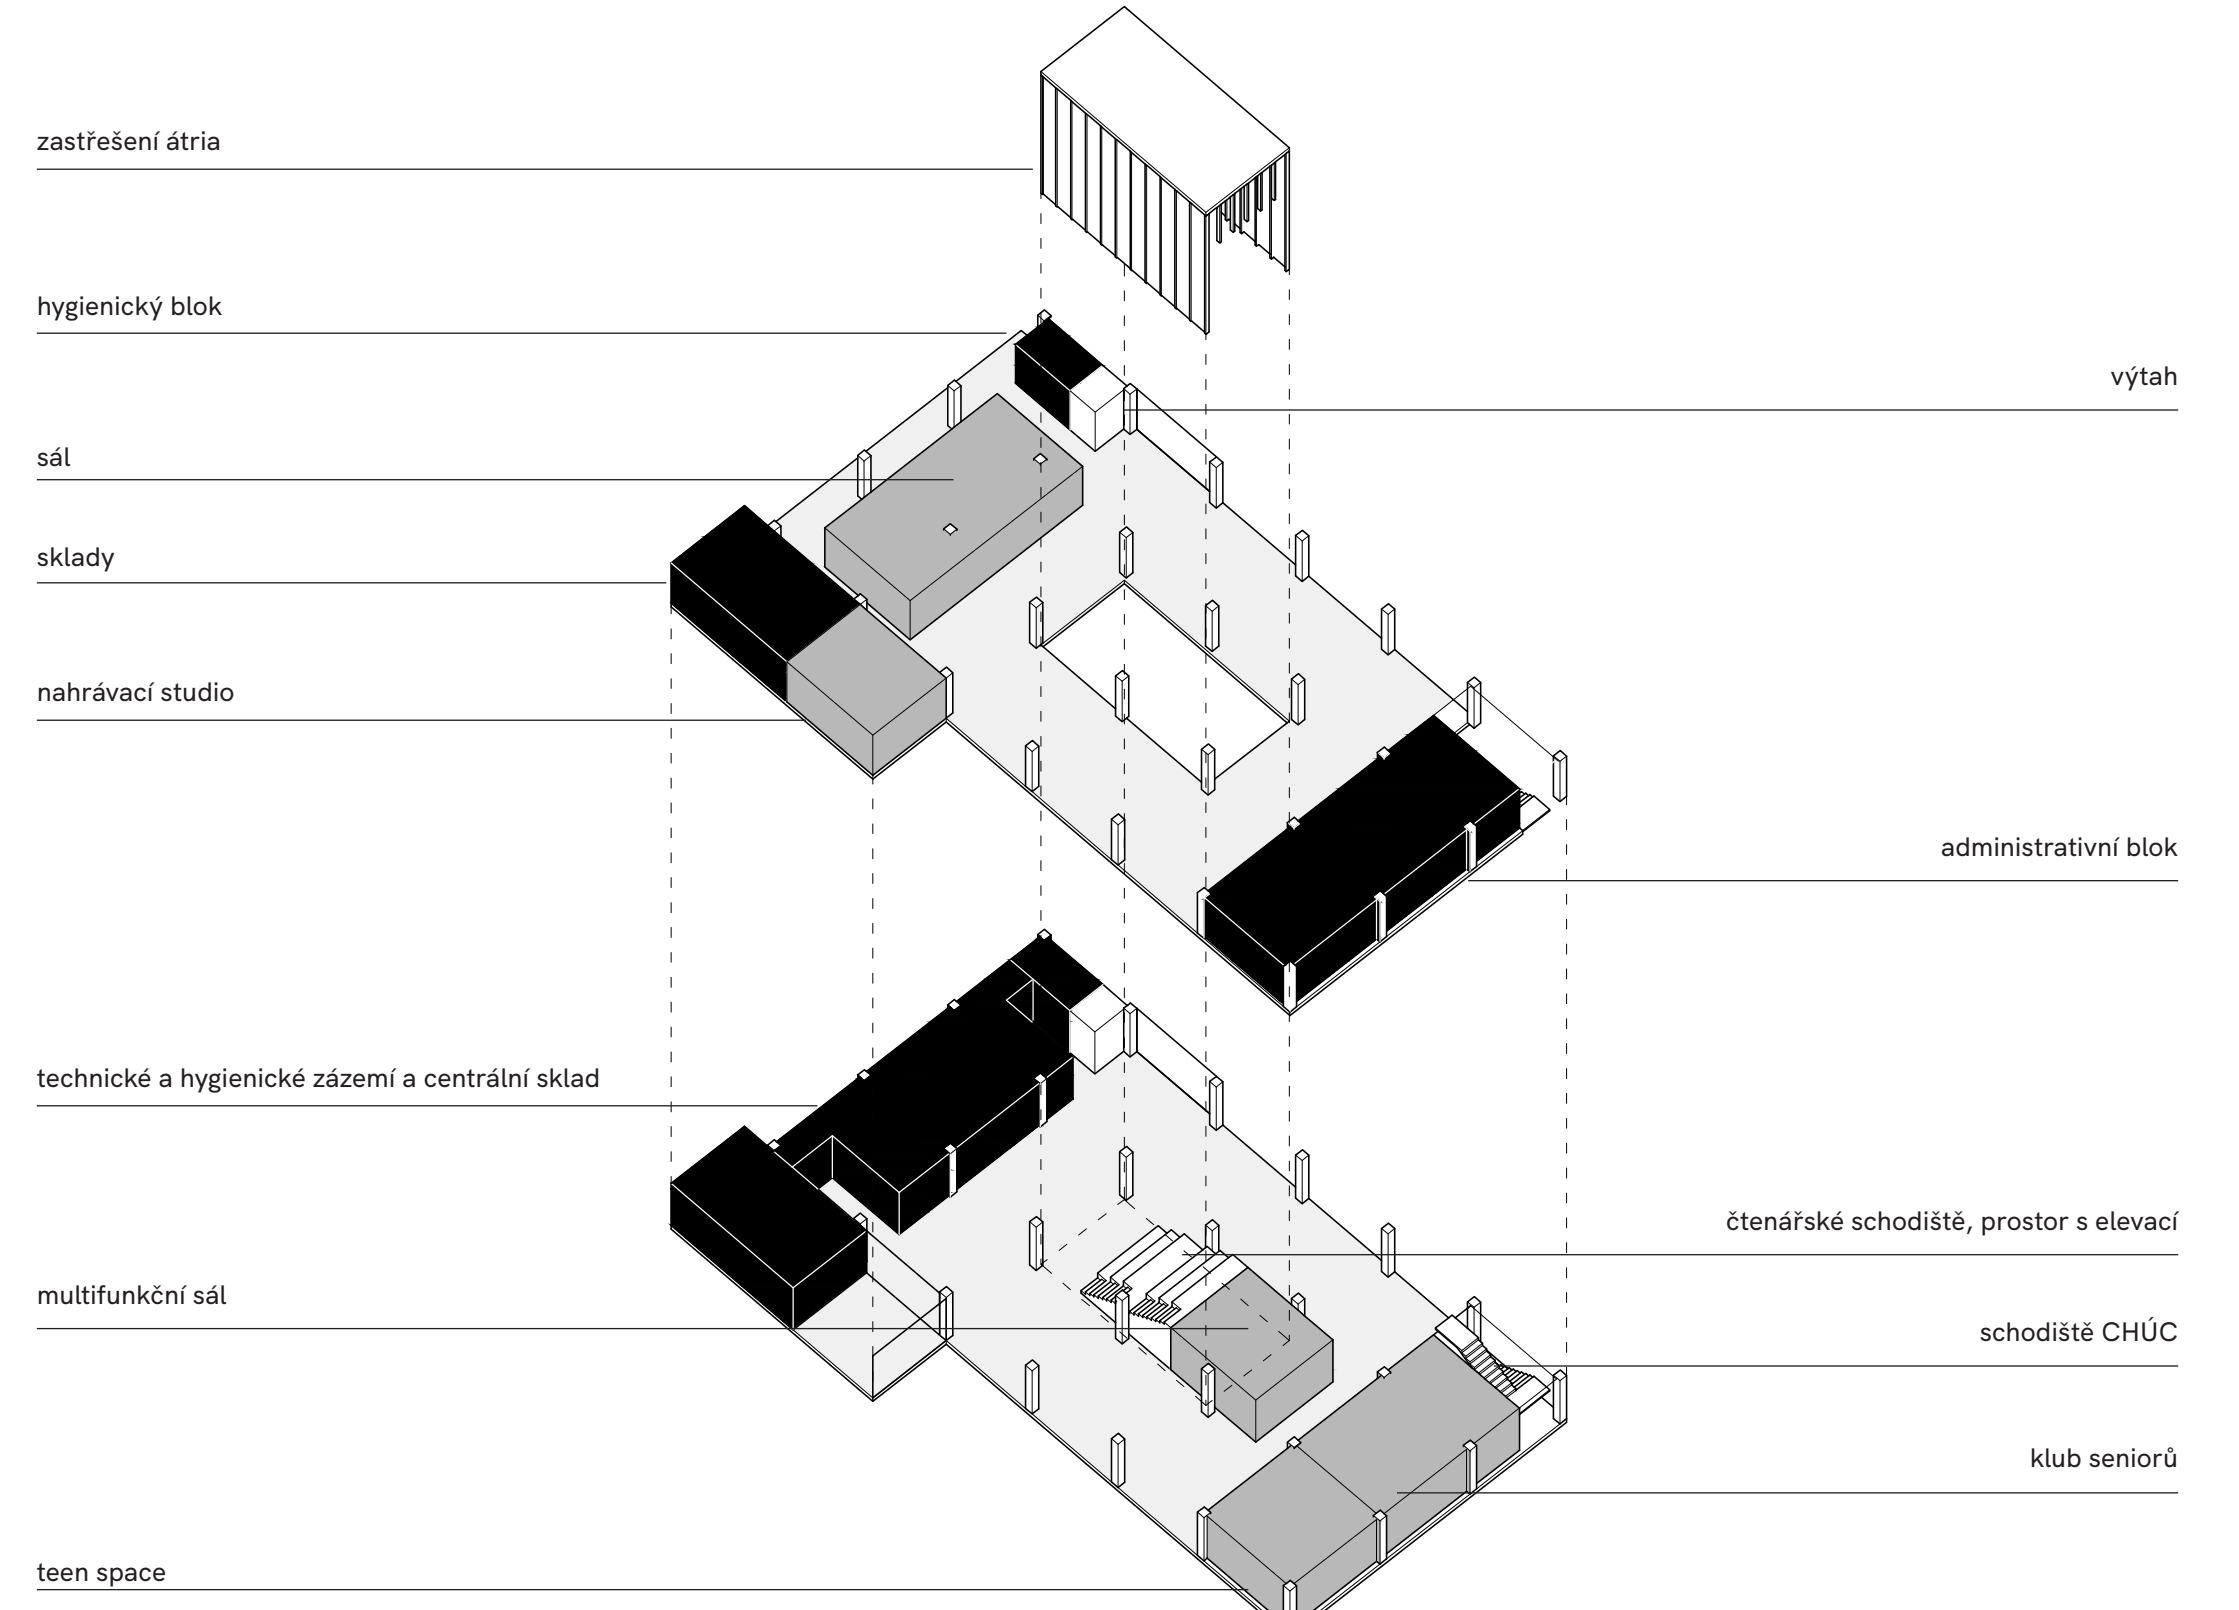 zastřešení átria
hygienický blok
výtah
sál
sklady
nahrávací studio
administrativní blok
technické a hygienické zázemí a centrální sklad
čtenářské schodiště, prostor s elevací
multifunkční sál
schodiště CHÚC
klub seniorů
teen space